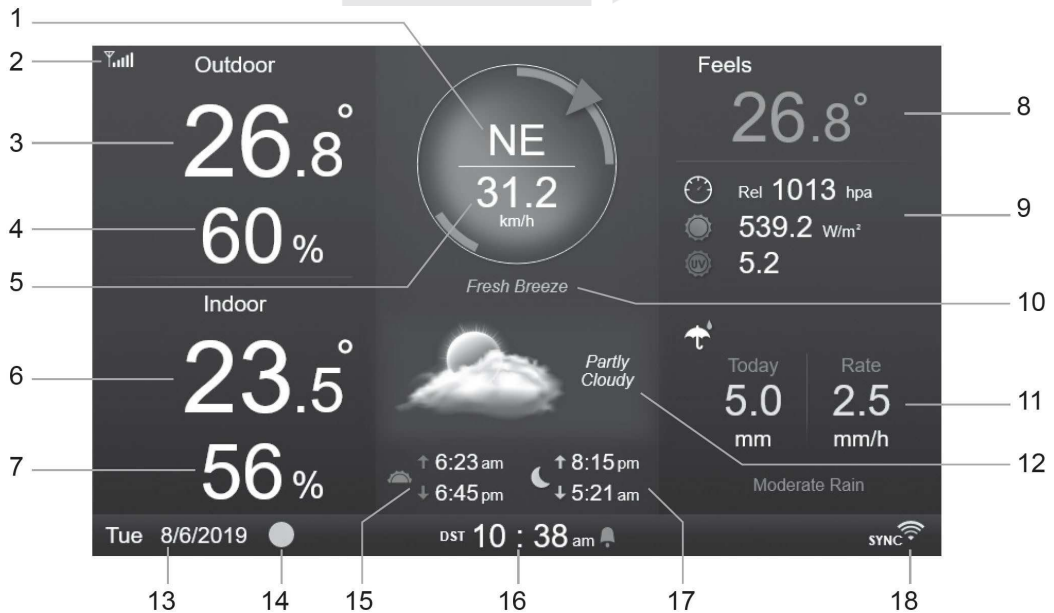 1
2
3
4
5
6
7
8
9
10
11
12
13
14
15
16
17
18
Outdoor
26.8°
60 %
Indoor
23.5°
56 %
NE
31.2
km/h
Fresh Breeze
Partly
Cloudy
↑ 6:23 am
↓ 6:45 pm
↑ 8:15 pm
↓ 5:21 am
Feels
26.8°
Rel 1013 hpa
539.2 W/m²
UV 5.2
Today
5.0
mm
Rate
2.5
mm/h
Moderate Rain
Tue 8/6/2019
DST 10 : 38 am
SYNC